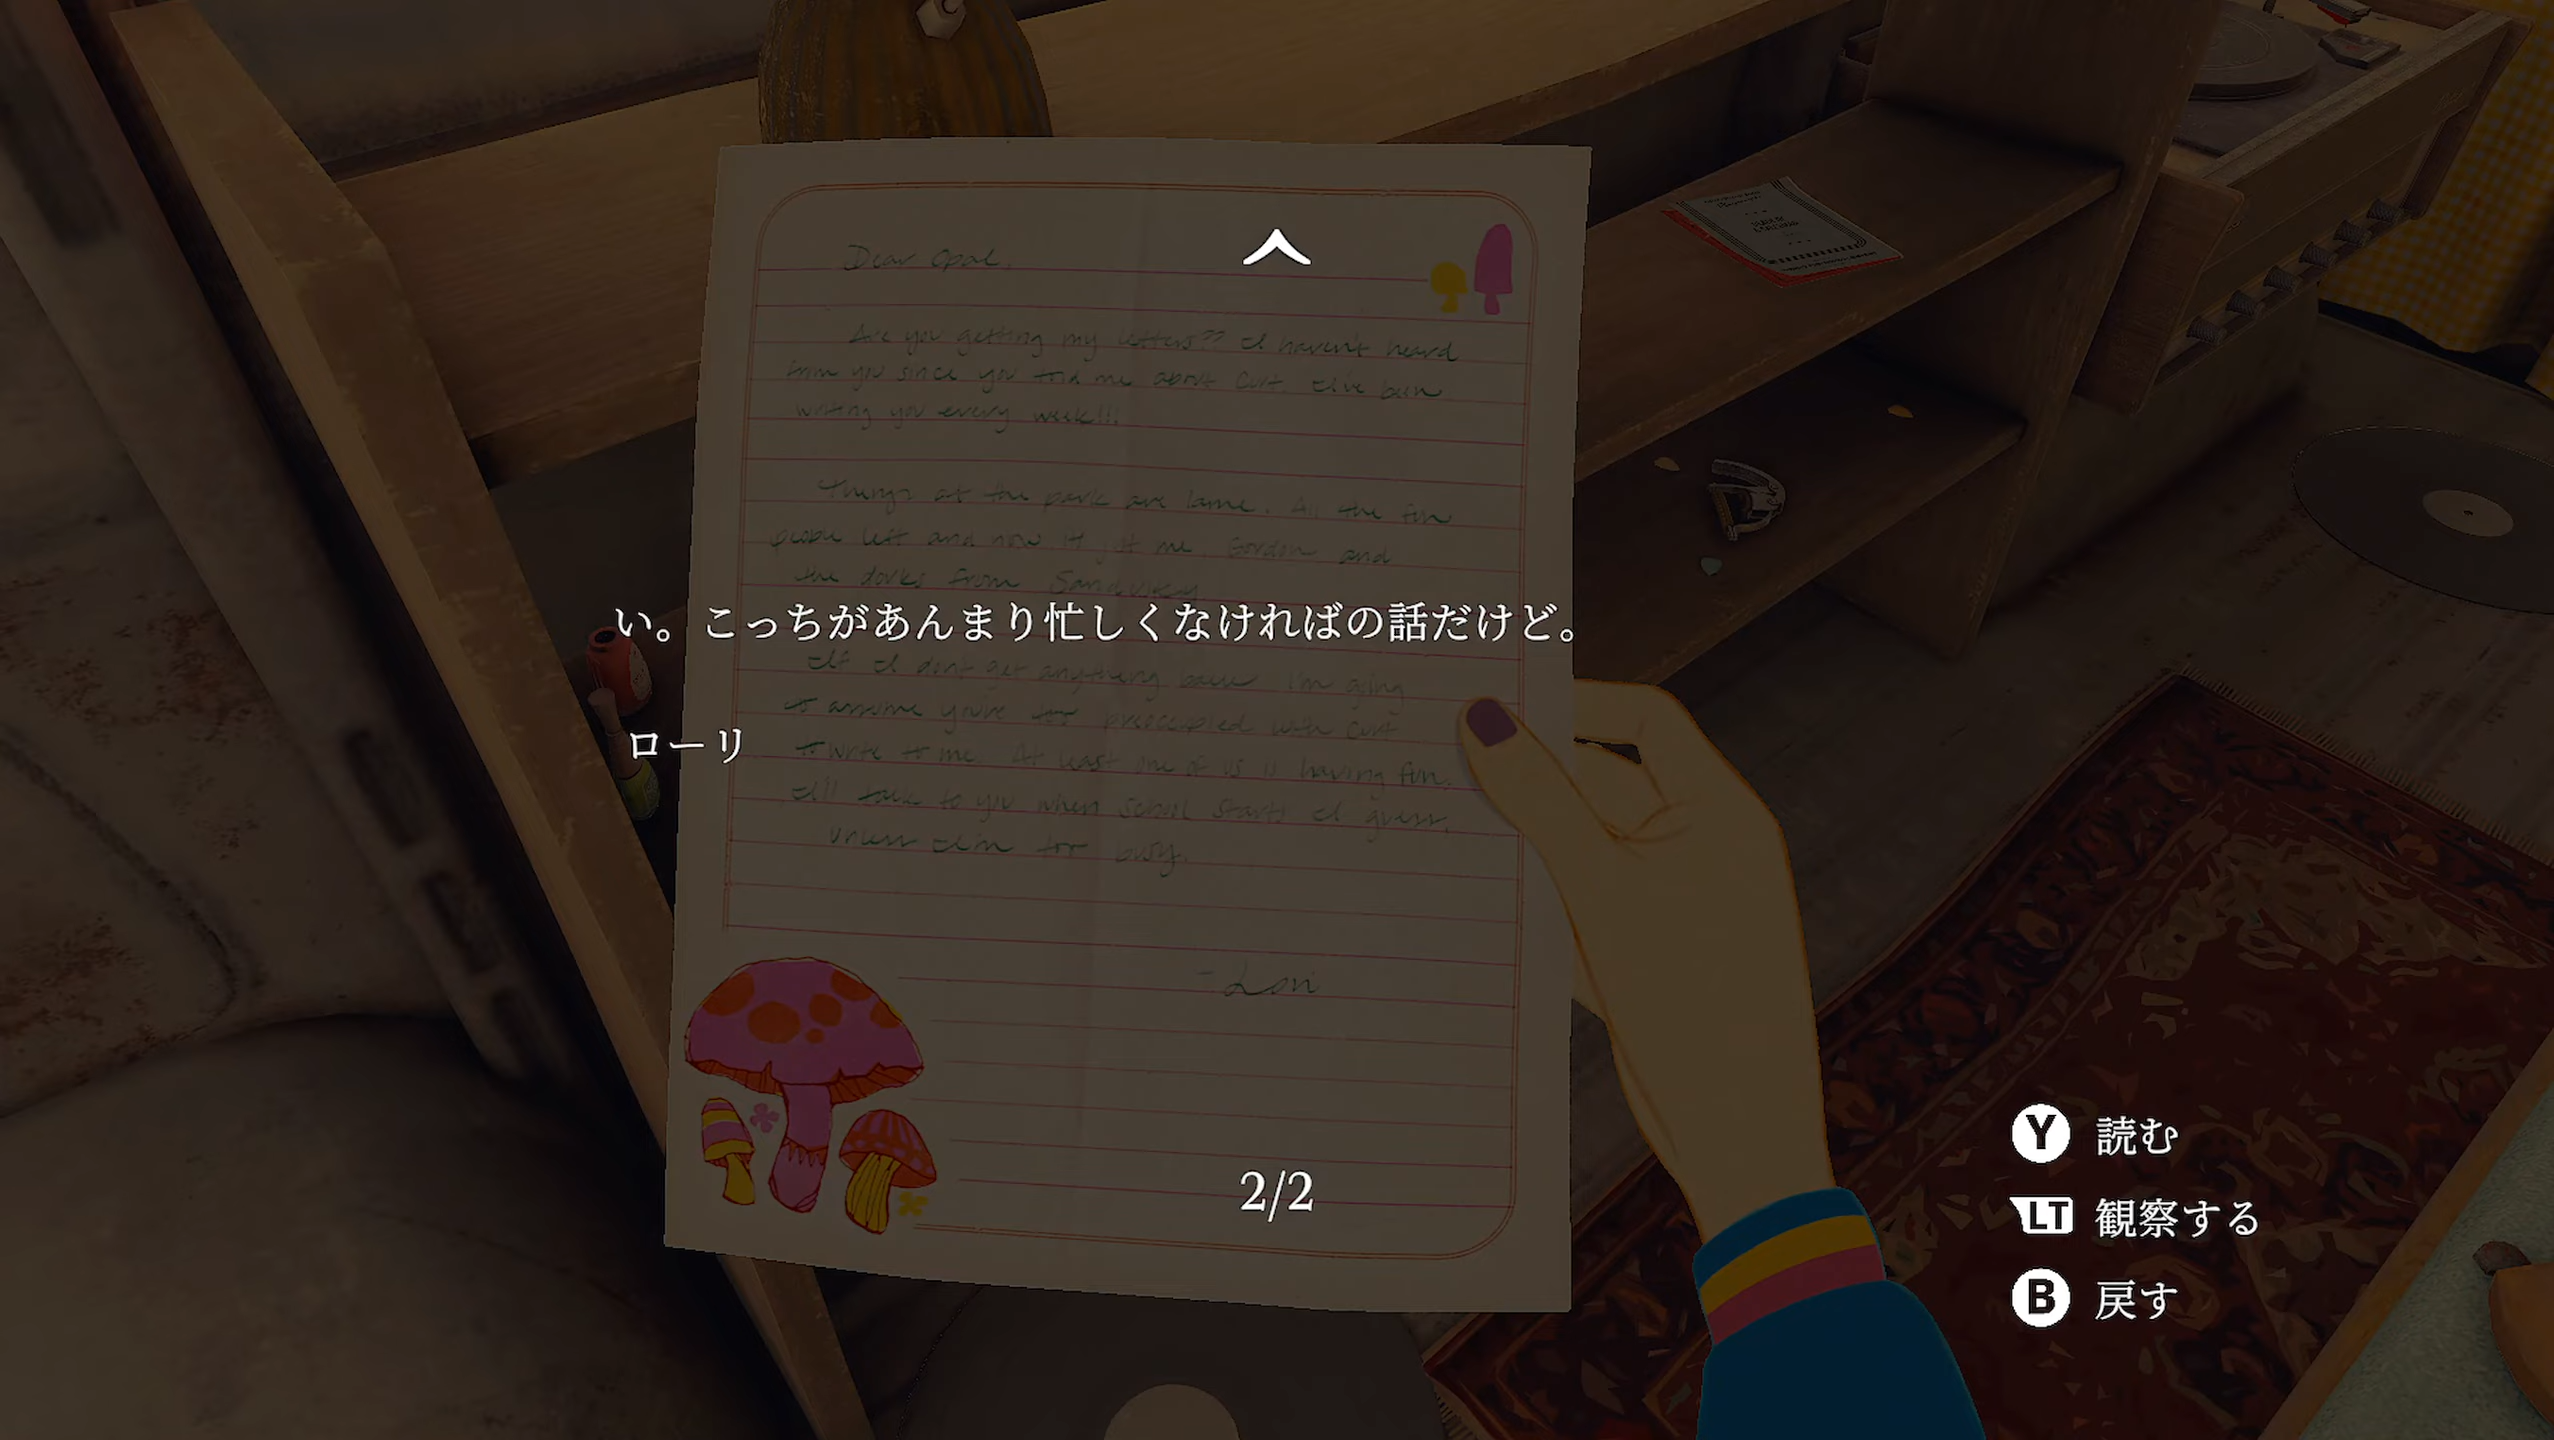 Dear Opal,
Are you getting my letters?? I haven't heard
from you since you told me about Curt. I've been
writing you every week!!!
Things at the park are lame. All the fun
people left and now it just me, Gordon and
the dorks from Sandusky
い。こっちがあんまり忙しくなければの話だけど。
If I dont get anything back I'm going
to assume you're too preoccupied with Curt
ローリ
to write to me. At least one of us is having fun.
I'll talk to you when school starts I guess.
Unless I'm too busy.
-Lori
2/2
Y 読む
LT 観察する
B 戻す